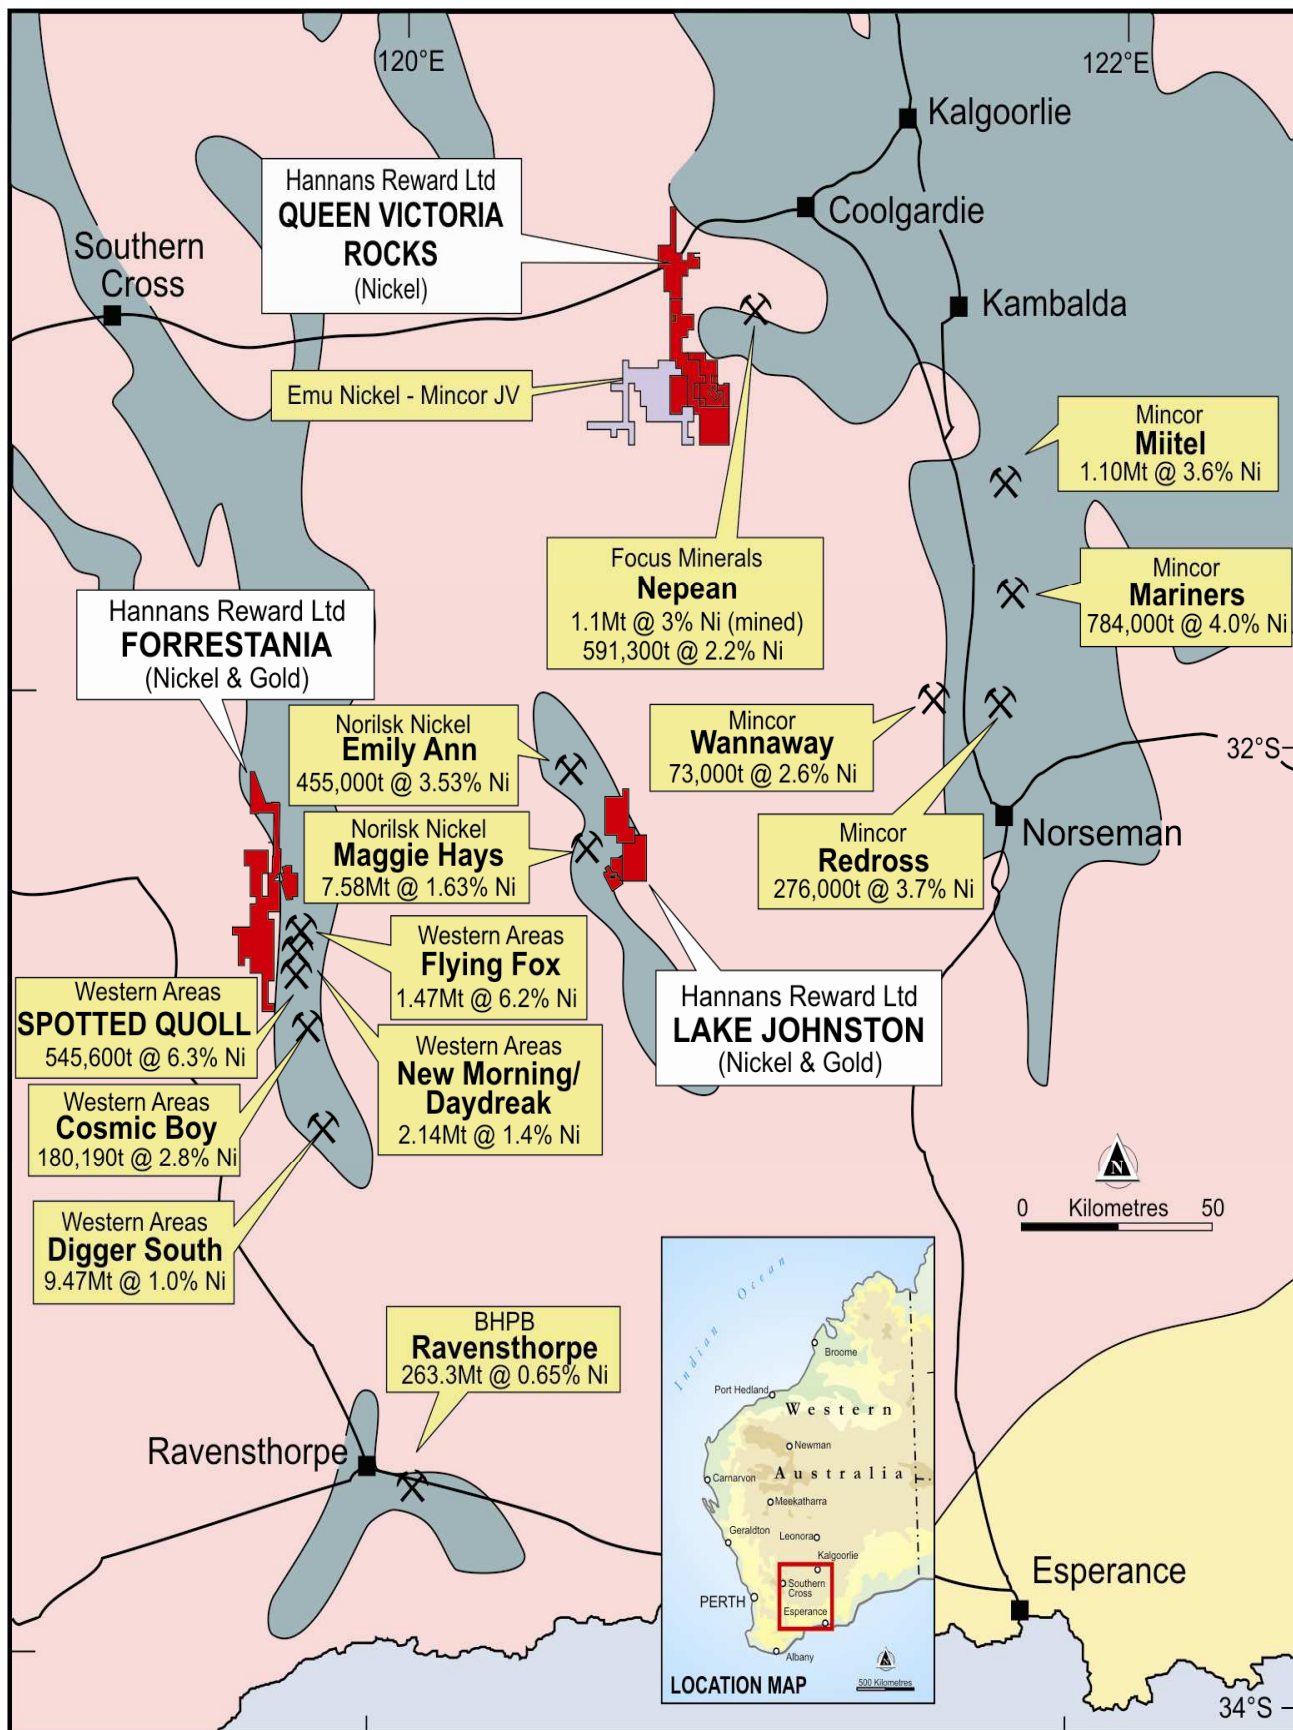 120°E
122°E
Kalgoorlie
Hannans Reward Ltd
QUEEN VICTORIA
ROCKS
(Nickel)
Coolgardie
Southern
Cross
Kambalda
Emu Nickel - Mincor JV
Mincor
Miitel
1.10Mt @ 3.6% Ni
Focus Minerals
Nepean
1.1Mt @ 3% Ni (mined)
591,300t @ 2.2% Ni
Mincor
Mariners
784,000t @ 4.0% Ni
Hannans Reward Ltd
FORRESTANIA
(Nickel & Gold)
Norilsk Nickel
Emily Ann
455,000t @ 3.53% Ni
Mincor
Wannaway
73,000t @ 2.6% Ni
32°S
Norilsk Nickel
Maggie Hays
7.58Mt @ 1.63% Ni
Mincor
Redross
276,000t @ 3.7% Ni
Norseman
Western Areas
Flying Fox
1.47Mt @ 6.2% Ni
Western Areas
SPOTTED QUOLL
545,600t @ 6.3% Ni
Hannans Reward Ltd
LAKE JOHNSTON
(Nickel & Gold)
Western Areas
New Morning/
Daydreak
2.14Mt @ 1.4% Ni
Western Areas
Cosmic Boy
180,190t @ 2.8% Ni
N
0 Kilometres 50
Western Areas
Digger South
9.47Mt @ 1.0% Ni
BHPB
Ravensthorpe
263.3Mt @ 0.65% Ni
Ravensthorpe
Indian Ocean
Broome
Port Hedland
Western
Newman
Australia
Carnarvon
Meekatharra
Geraldton
Leonora
Kalgoorlie
Southern
Cross
PERTH
Esperance
Albany
N
LOCATION MAP
500 Kilometres
Esperance
34°S